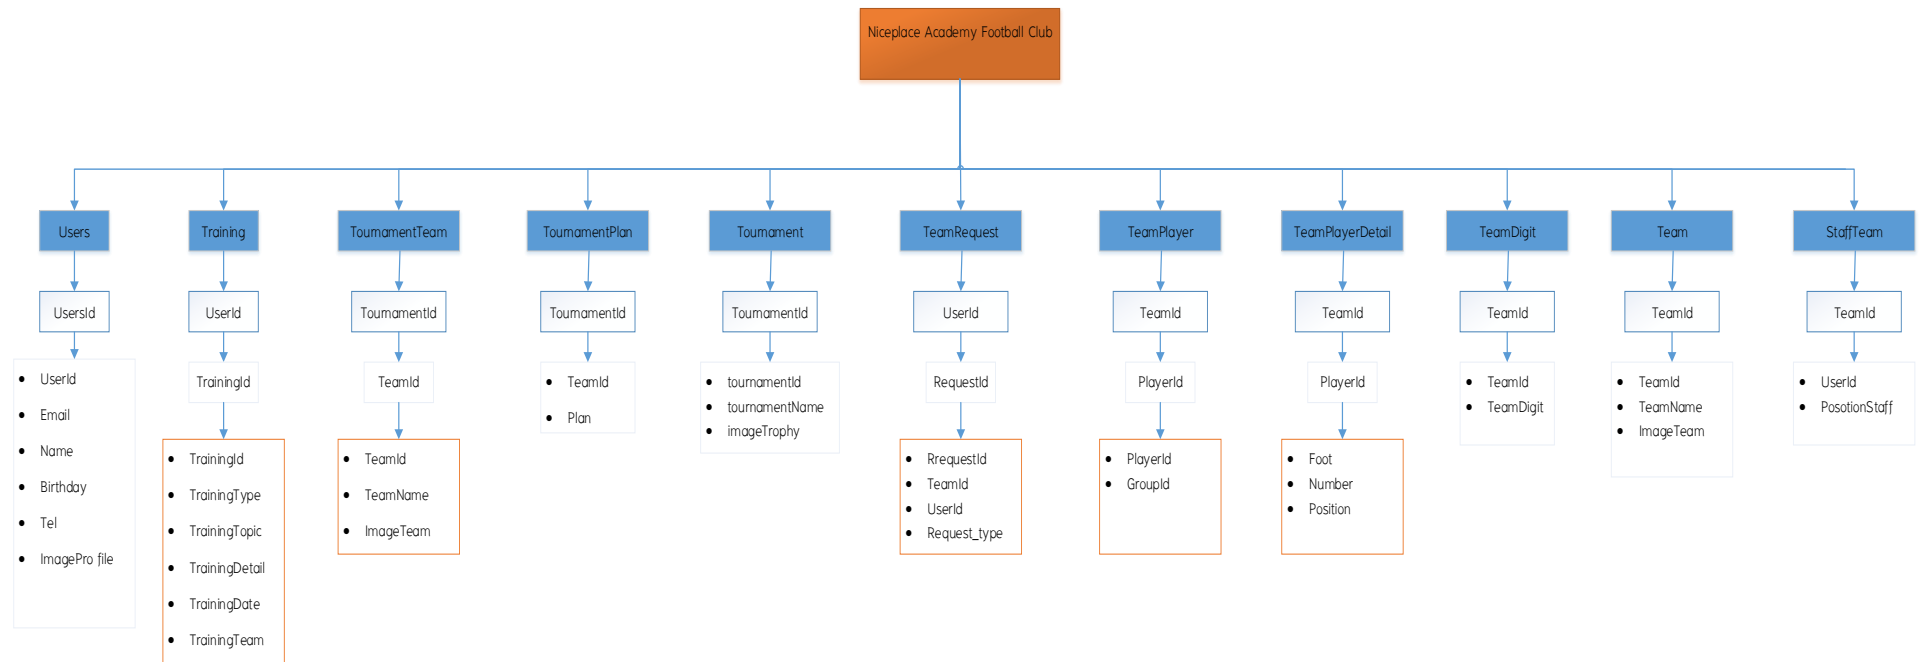 Niceplace Academy Football Club
Users
Training
TournamentTeam
TournamentPlan
Tournament
TeamRequest
TeamPlayer
TeamPlayerDetail
TeamDigit
Team
StaffTeam
UsersId
UserId
TournamentId
TournamentId
TournamentId
UserId
TeamId
TeamId
TeamId
TeamId
TeamId
• UserId
• Email
• Name
• Birthday
• Tel
• ImagePro file
TrainingId
• TrainingId
• TrainingType
• TrainingTopic
• TrainingDetail
• TrainingDate
• TrainingTeam
TeamId
• TeamId
• TeamName
• ImageTeam
• TeamId
• Plan
• tournamentId
• tournamentName
• imageTrophy
RequestId
• RrequestId
• TeamId
• UserId
• Request_type
PlayerId
• PlayerId
• GroupId
PlayerId
• Foot
• Number
• Position
• TeamId
• TeamDigit
• TeamId
• TeamName
• ImageTeam
• UserId
• PosotionStaff